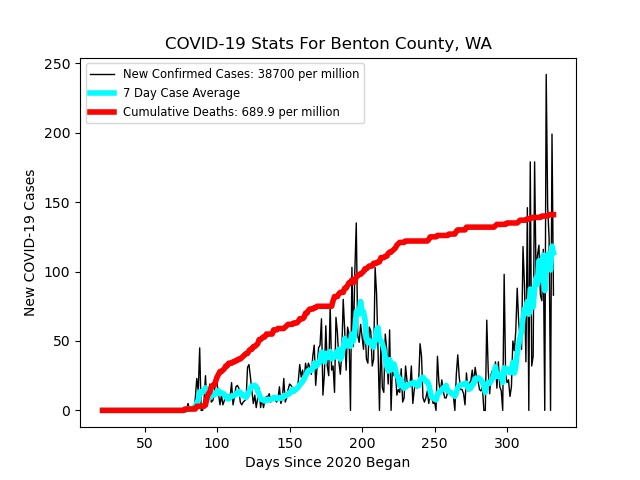 COVID-19 Stats For Benton County, WA
New Confirmed Cases: 38700 per million
7 Day Case Average
Cumulative Deaths: 689.9 per million
New COVID-19 Cases
250
200
150
100
50
0
50 100 150 200 250 300
Days Since 2020 Began